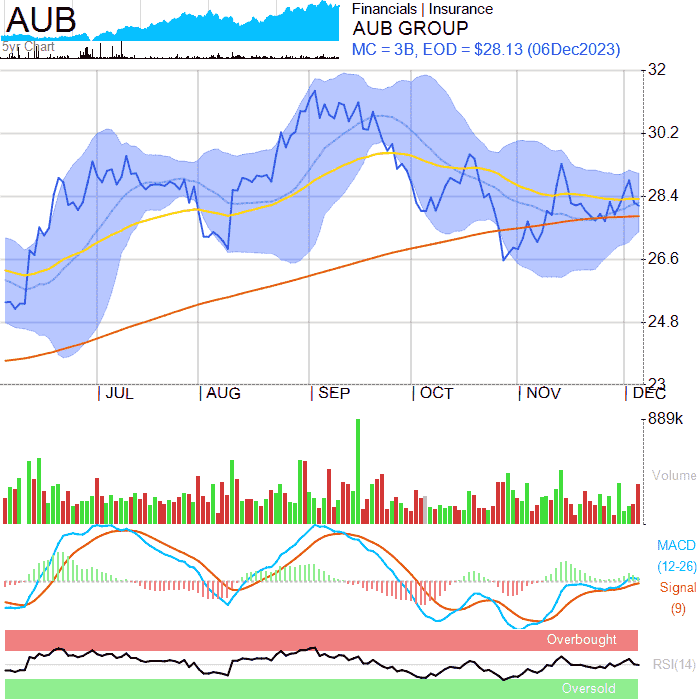 AUB
5yr Chart
Financials | Insurance
AUB GROUP
MC = 3B, EOD = $28.13 (06Dec2023)
32
30.2
28.4
26.6
24.8
23
JUL
AUG
SEP
OCT
NOV
DEC
889k
Volume
MACD
(12-26)
Signal
(9)
Overbought
RSI(14)
Oversold